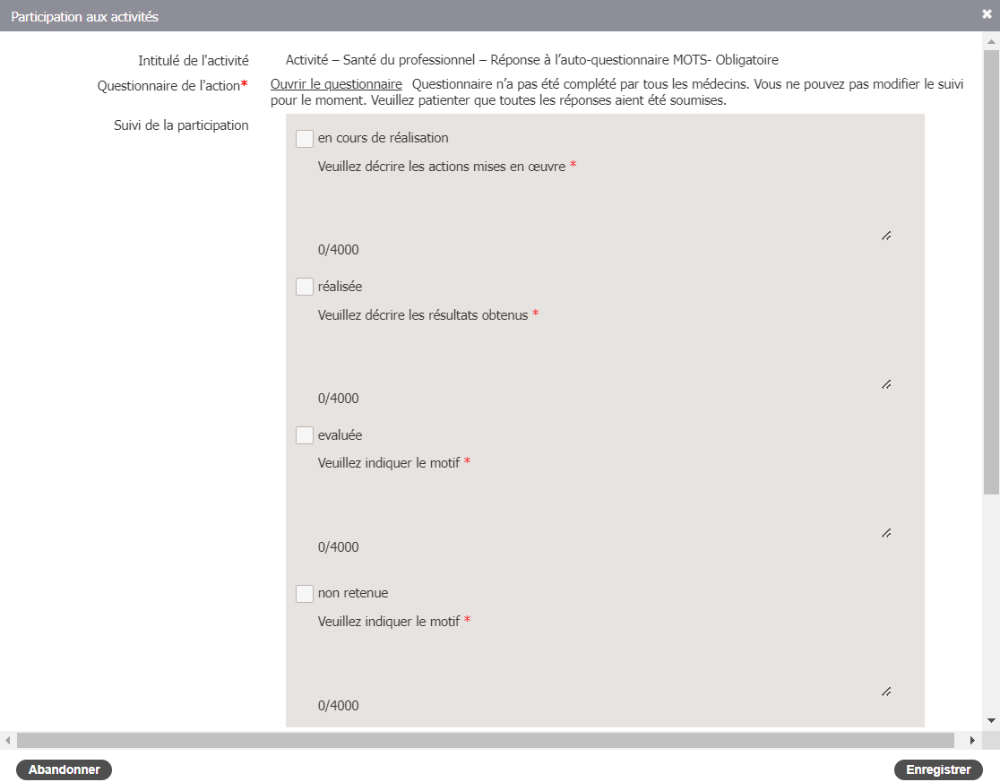 Participation aux activités
Intitulé de l'activité
Activité – Santé du professionnel – Réponse à l’auto-questionnaire MOTS- Obligatoire
Questionnaire de l'action*
Ouvrir le questionnaire Questionnaire n’a pas été complété par tous les médecins. Vous ne pouvez pas modifier le suivi
pour le moment. Veuillez patienter que toutes les réponses aient été soumises.
Suivi de la participation
en cours de réalisation
Veuillez décrire les actions mises en œuvre *
0/4000
réalisée
Veuillez décrire les résultats obtenus *
0/4000
evaluée
Veuillez indiquer le motif *
0/4000
non retenue
Veuillez indiquer le motif *
0/4000
Abandonner
Enregistrer